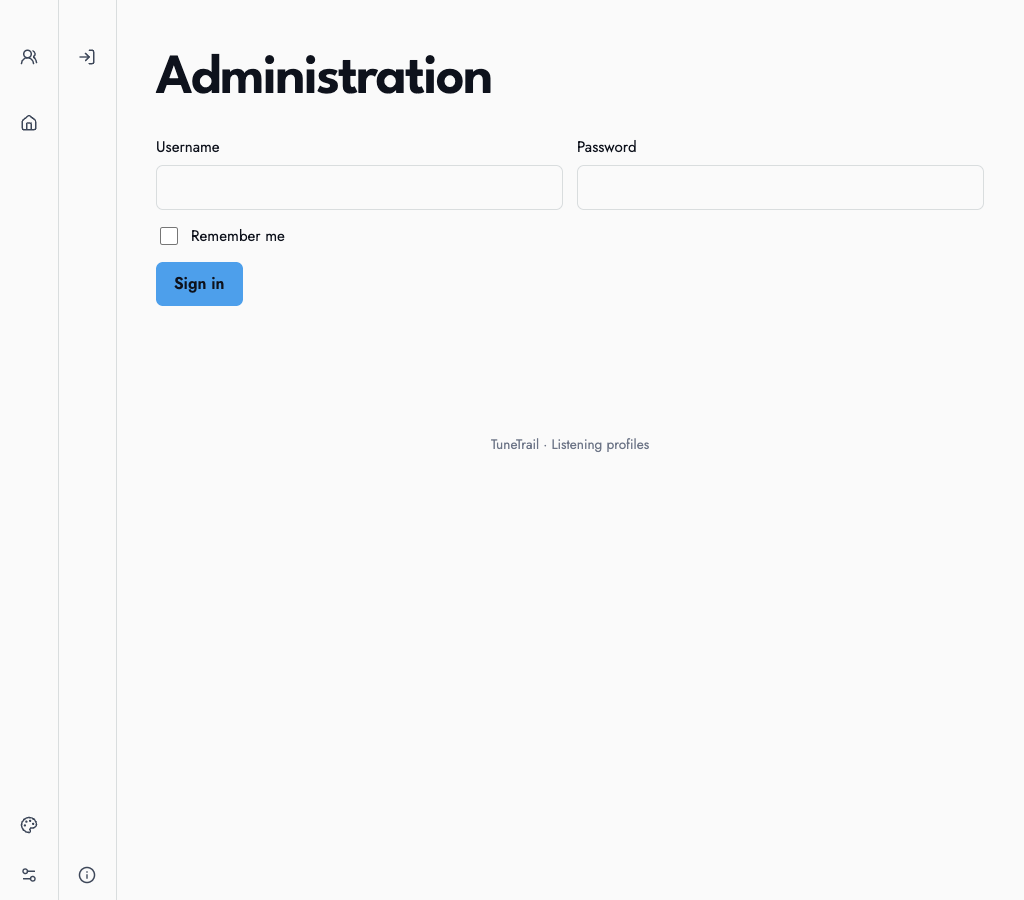 Administration
Username
Password
Remember me
Sign in
TuneTrail · Listening profiles